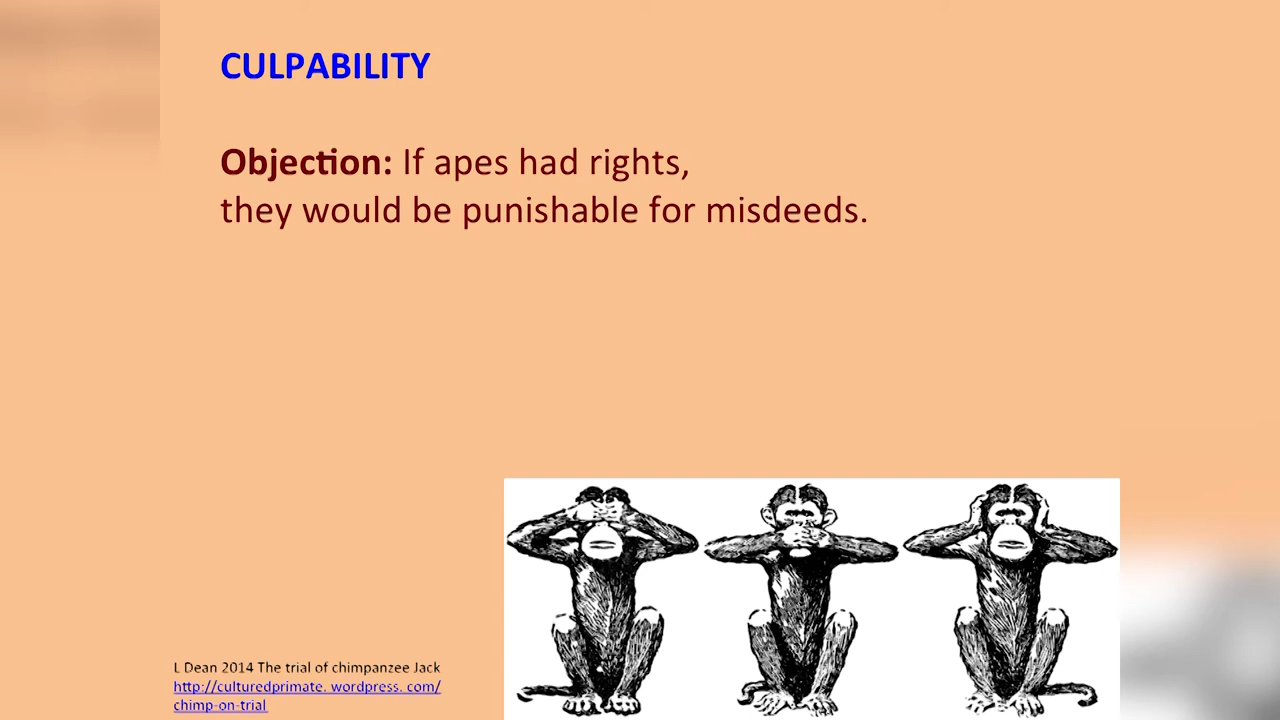 CULPABILITY
Objection: If apes had rights,
they would be punishable for misdeeds.
L Dean 2014 The trial of chimpanzee Jack
http://culturedprimate. wordpress. com/
chimp-on-trial